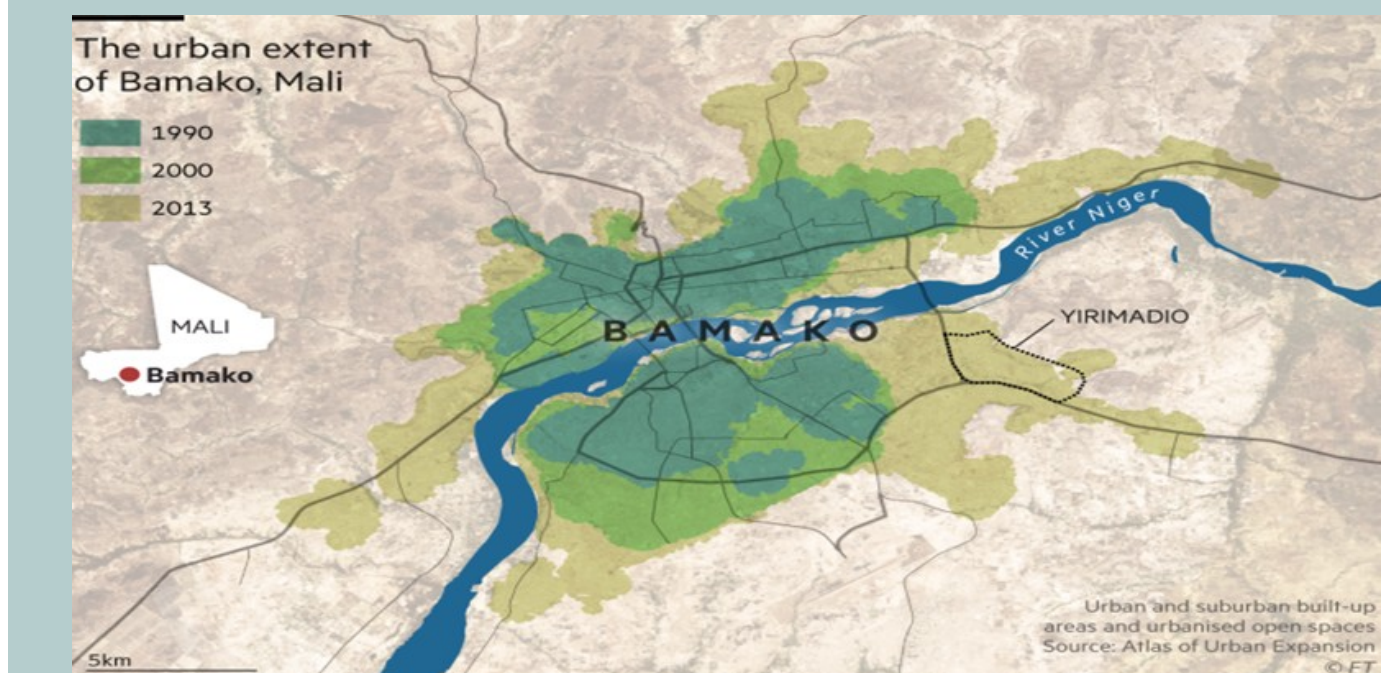 The urban extent
of Bamako, Mali
1990
2000
2013
River Niger
MALI
Bamako
BAMAKO
YIRIMADIO
5km
Urban and suburban built-up
areas and urbanised open spaces
Source: Atlas of Urban Expansion
© FT